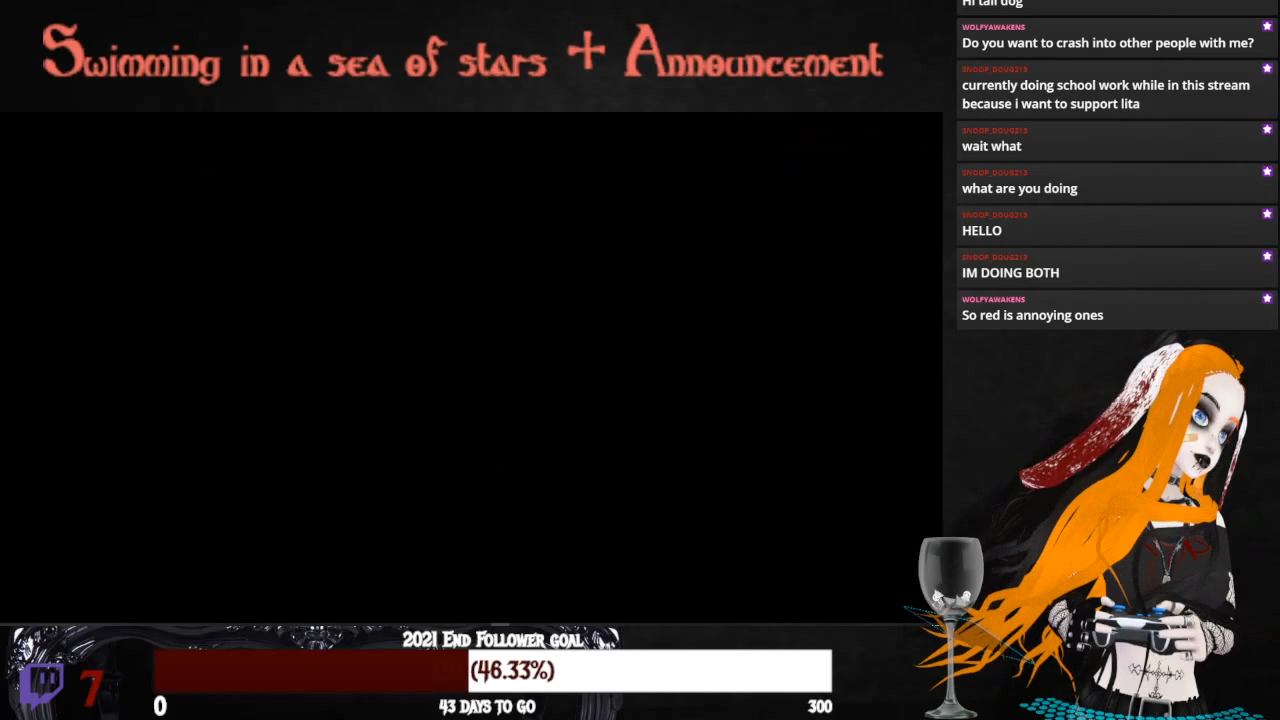 Swimming in a sea of stars + Announcement
Hi tall dog
WOLFYAWAKENS
Do you want to crash into other people with me?
SNOOP_DOUG213
currently doing school work while in this stream
because i want to support lita
SNOOP_DOUG213
wait what
SNOOP_DOUG213
what are you doing
SNOOP_DOUG213
HELLO
SNOOP_DOUG213
IM DOING BOTH
WOLFYAWAKENS
So red is annoying ones
2021 End Follower goal
7
(46.33%)
0
43 DAYS TO GO
300